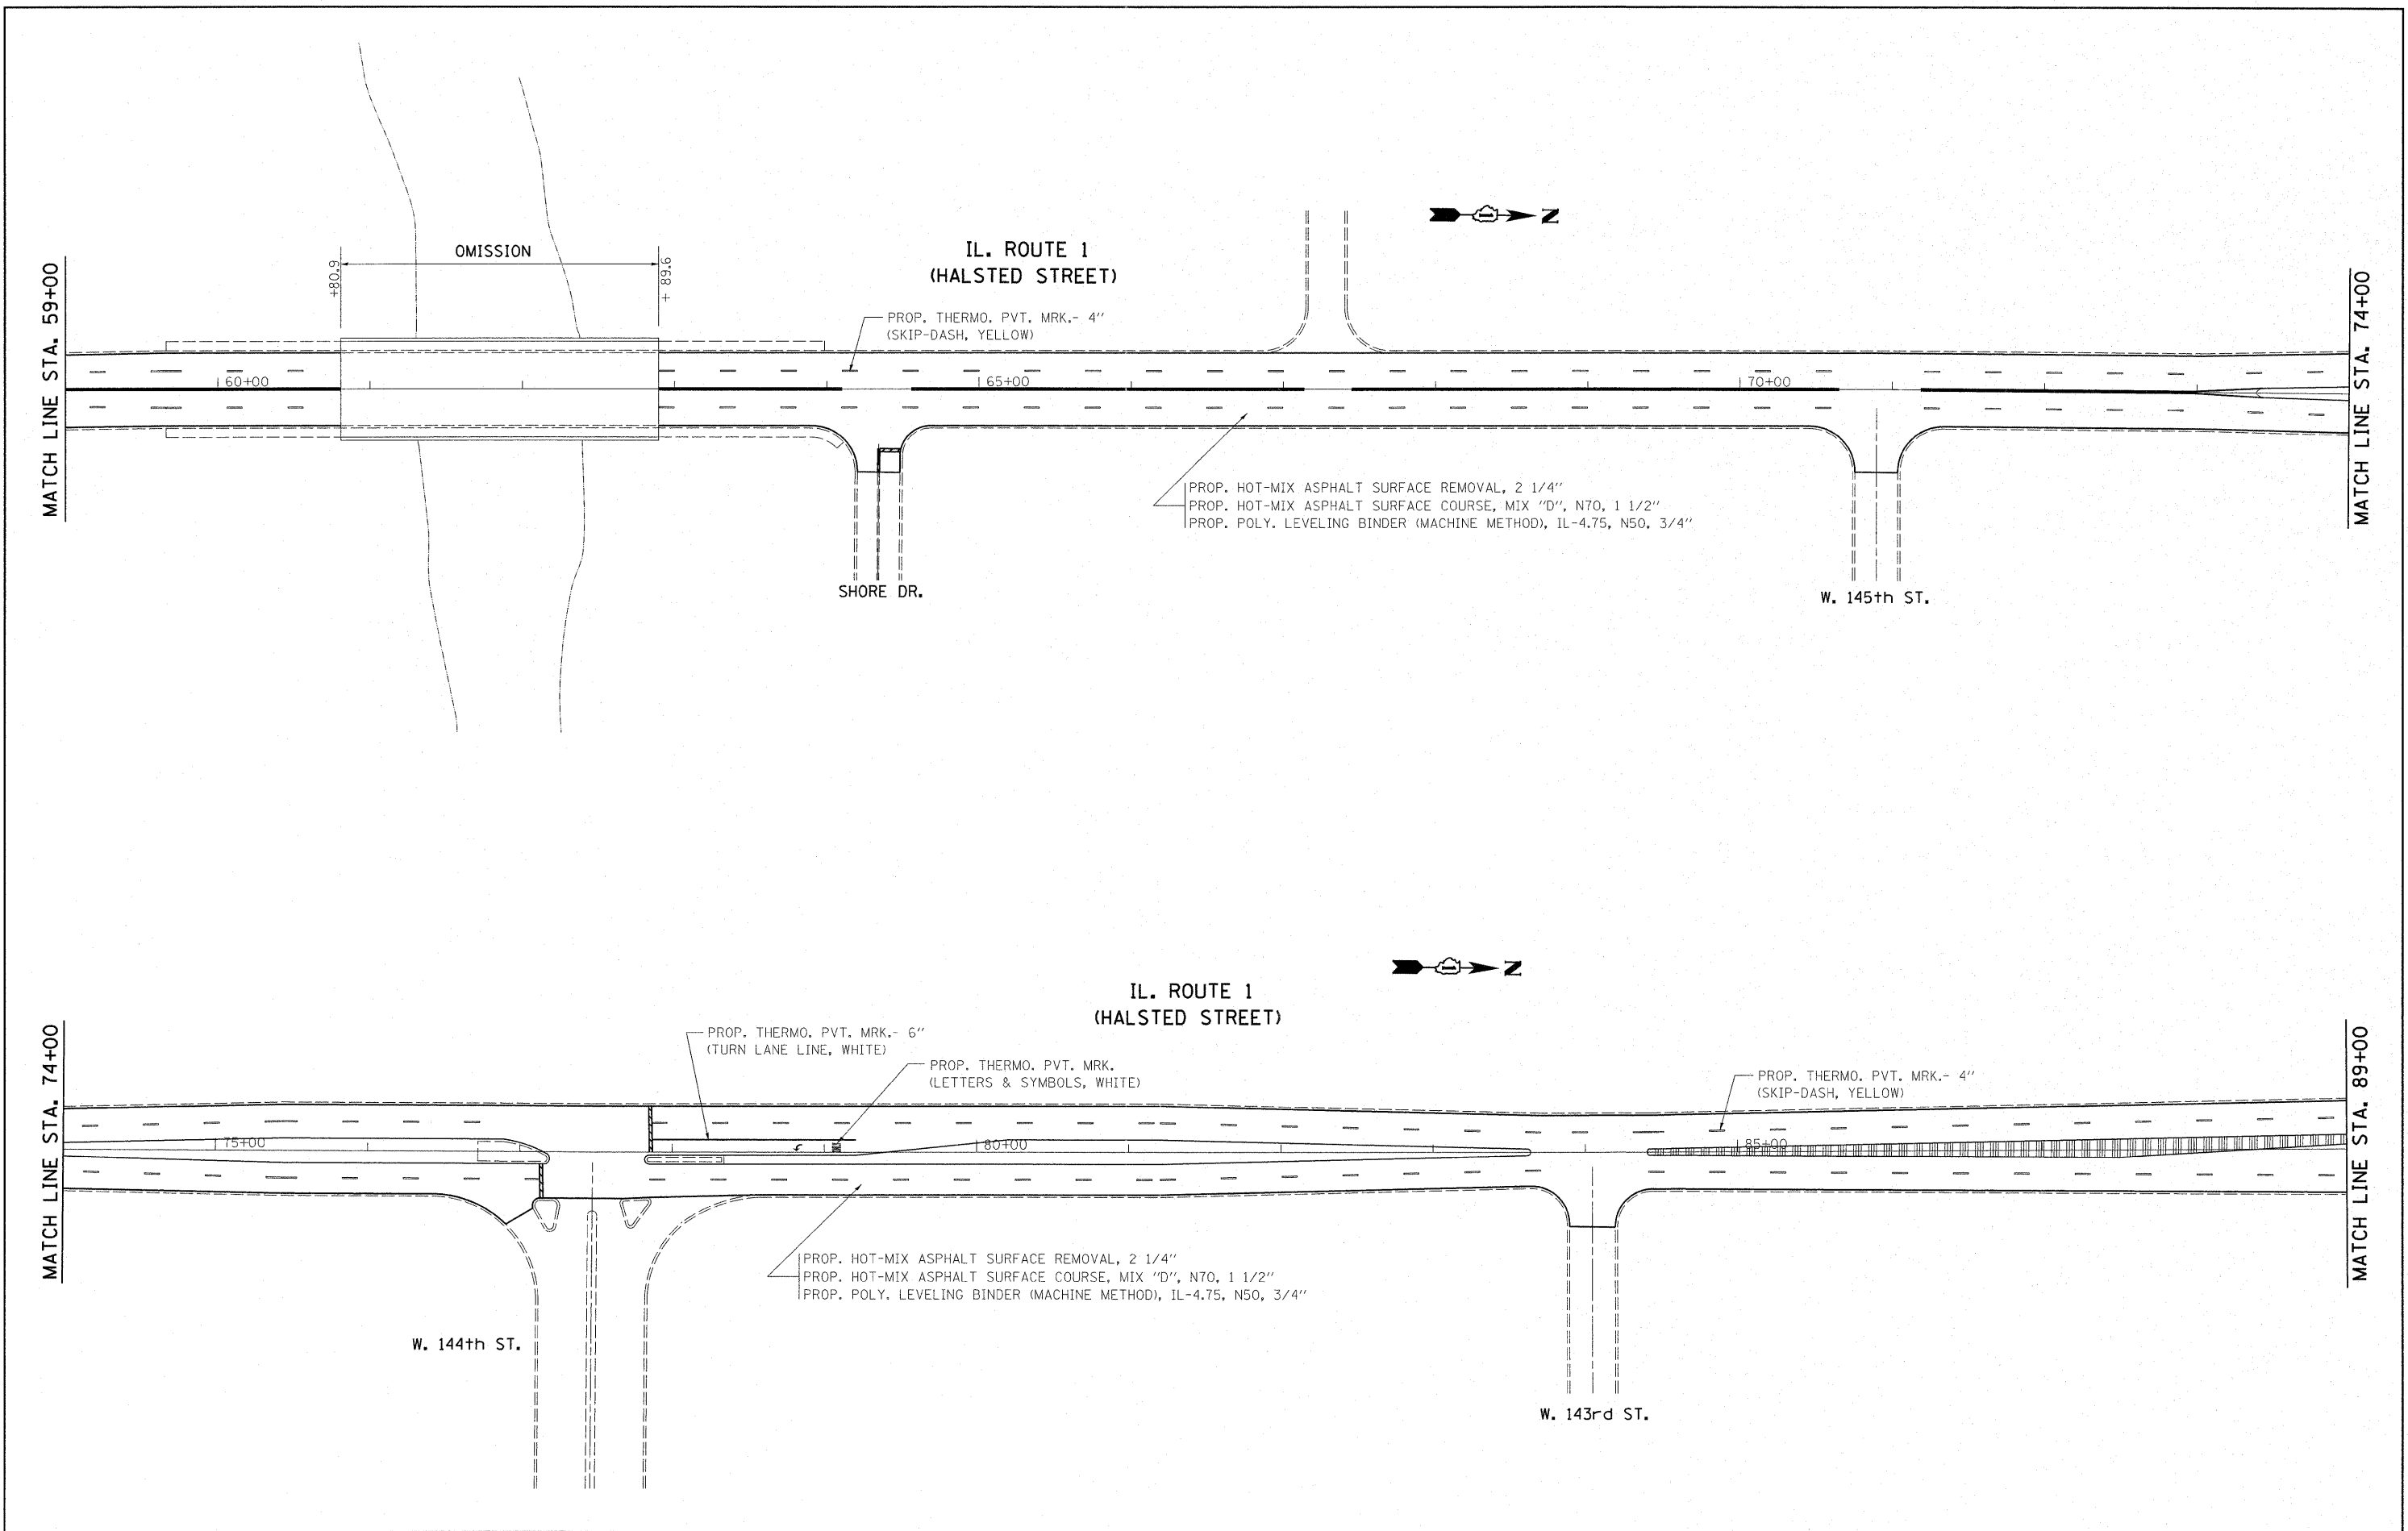 OMISSION
+80.9
+ 89.6
IL. ROUTE 1
(HALSTED STREET)
1
N
MATCH LINE STA. 59+00
MATCH LINE STA. 74+00
PROP. THERMO. PVT. MRK.- 4"
(SKIP-DASH, YELLOW)
60+00
65+00
70+00
PROP. HOT-MIX ASPHALT SURFACE REMOVAL, 2 1/4"
PROP. HOT-MIX ASPHALT SURFACE COURSE, MIX "D", N70, 1 1/2"
PROP. POLY. LEVELING BINDER (MACHINE METHOD), IL-4.75, N50, 3/4"
SHORE DR.
W. 145th ST.
1
N
IL. ROUTE 1
(HALSTED STREET)
MATCH LINE STA. 74+00
MATCH LINE STA. 89+00
PROP. THERMO. PVT. MRK.- 6"
(TURN LANE LINE, WHITE)
PROP. THERMO. PVT. MRK.
(LETTERS & SYMBOLS, WHITE)
PROP. THERMO. PVT. MRK.- 4"
(SKIP-DASH, YELLOW)
75+00
80+00
85+00
PROP. HOT-MIX ASPHALT SURFACE REMOVAL, 2 1/4"
PROP. HOT-MIX ASPHALT SURFACE COURSE, MIX "D", N70, 1 1/2"
PROP. POLY. LEVELING BINDER (MACHINE METHOD), IL-4.75, N50, 3/4"
W. 144th ST.
W. 143rd ST.